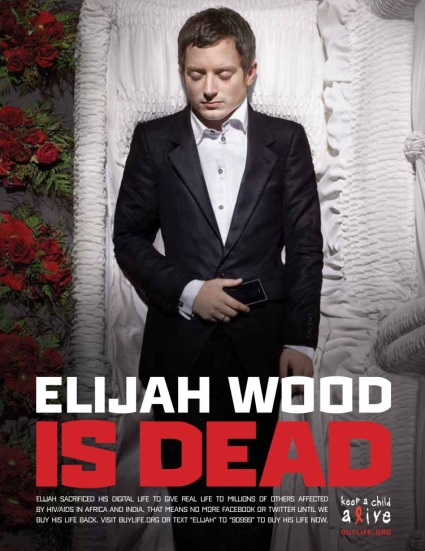 ELIJAH WOOD
IS DEAD
ELIJAH SACRIFICED HIS DIGITAL LIFE TO GIVE REAL LIFE TO MILLIONS OF OTHERS AFFECTED
BY HIV/AIDS IN AFRICA AND INDIA. THAT MEANS NO MORE FACEBOOK OR TWITTER UNTIL WE
BUY HIS LIFE BACK. VISIT BUYLIFE.ORG OR TEXT "ELIJAH" TO "90999" TO BUY HIS LIFE NOW.
keep a child
alive
BUYLIFE.ORG